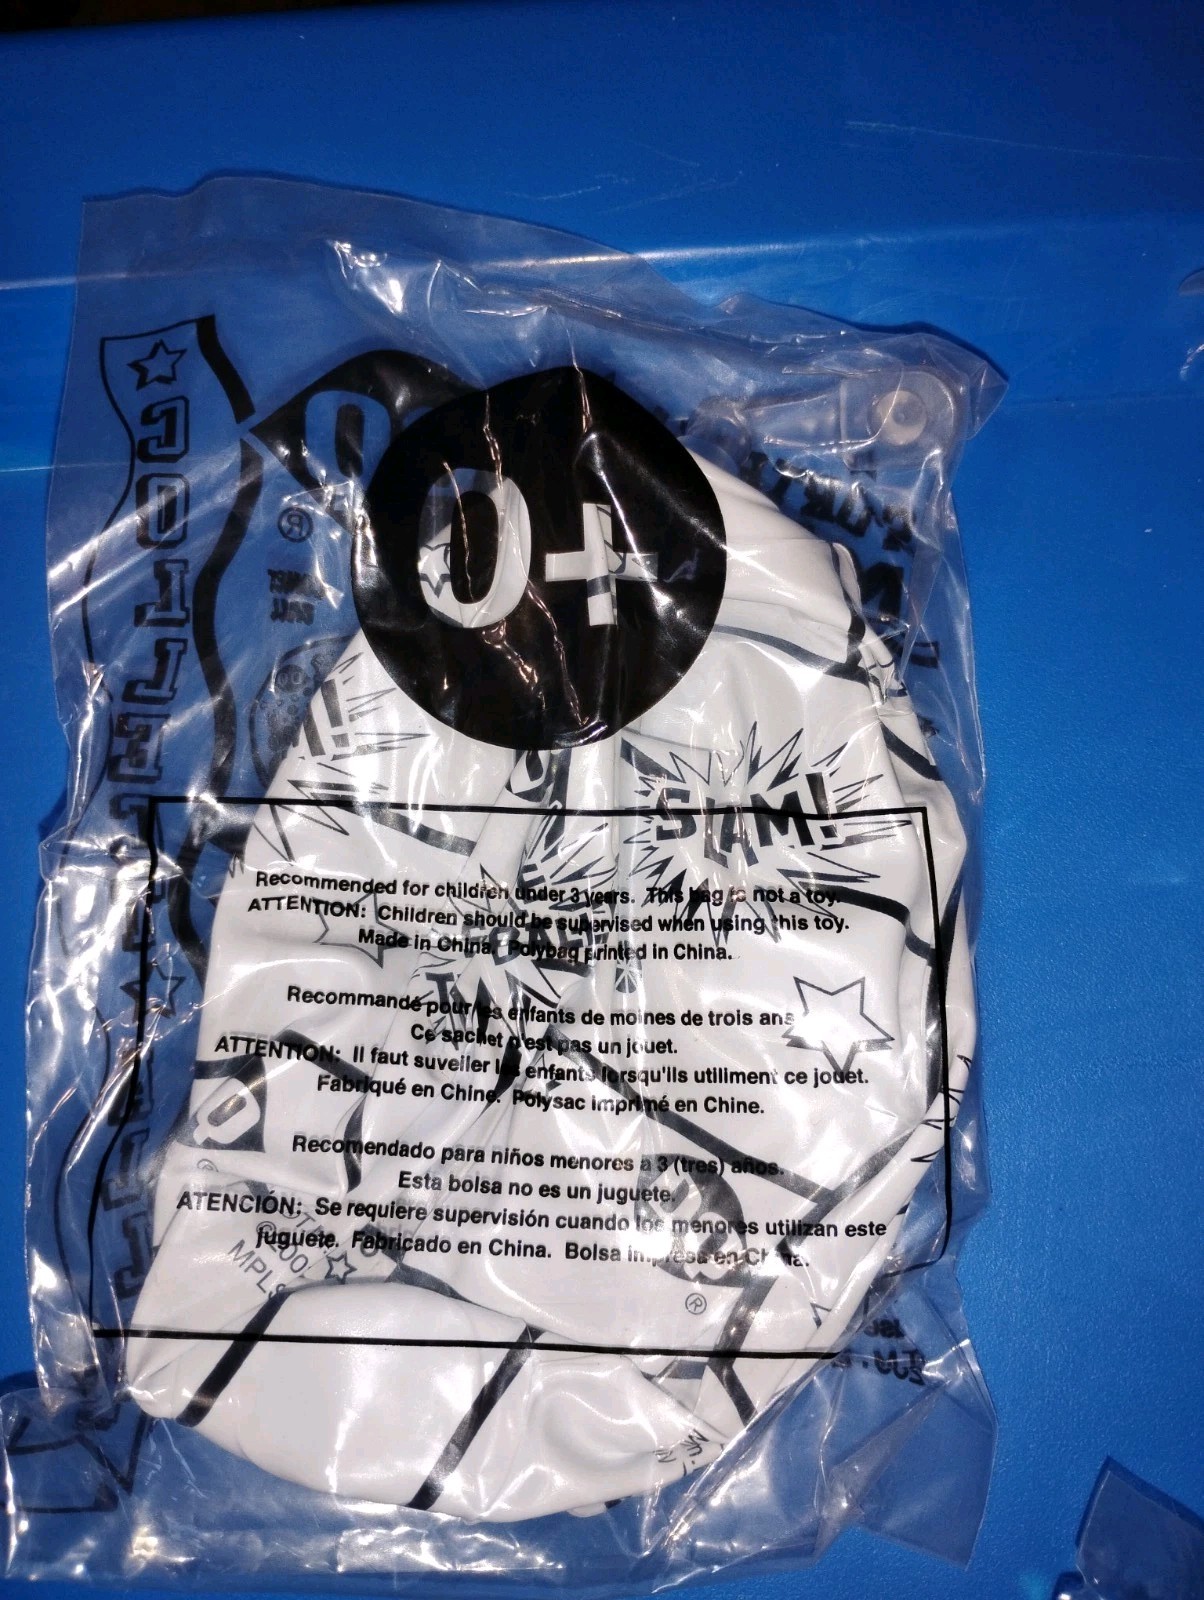 0+
®
SLAM!
Recommended for children under 3 years. This bag is not a toy.
ATTENTION: Children should be supervised when using this toy.
Made in China. Polybag printed in China.
Recommandé pour les enfants de moines de trois ans
Ce sachet n'est pas un jouet.
ATTENTION: Il faut suveller les enfants lorsqu'ils utiliment ce jouet.
Fabriqué en Chine. Polysac imprimé en Chine.
Recomendado para niños menores a 3 (tres) años.
Esta bolsa no es un juguete.
ATENCIÓN: Se requiere supervisión cuando los menores utilizan este
juguete. Fabricado en China. Bolsa impresa en China.
MPLS
®